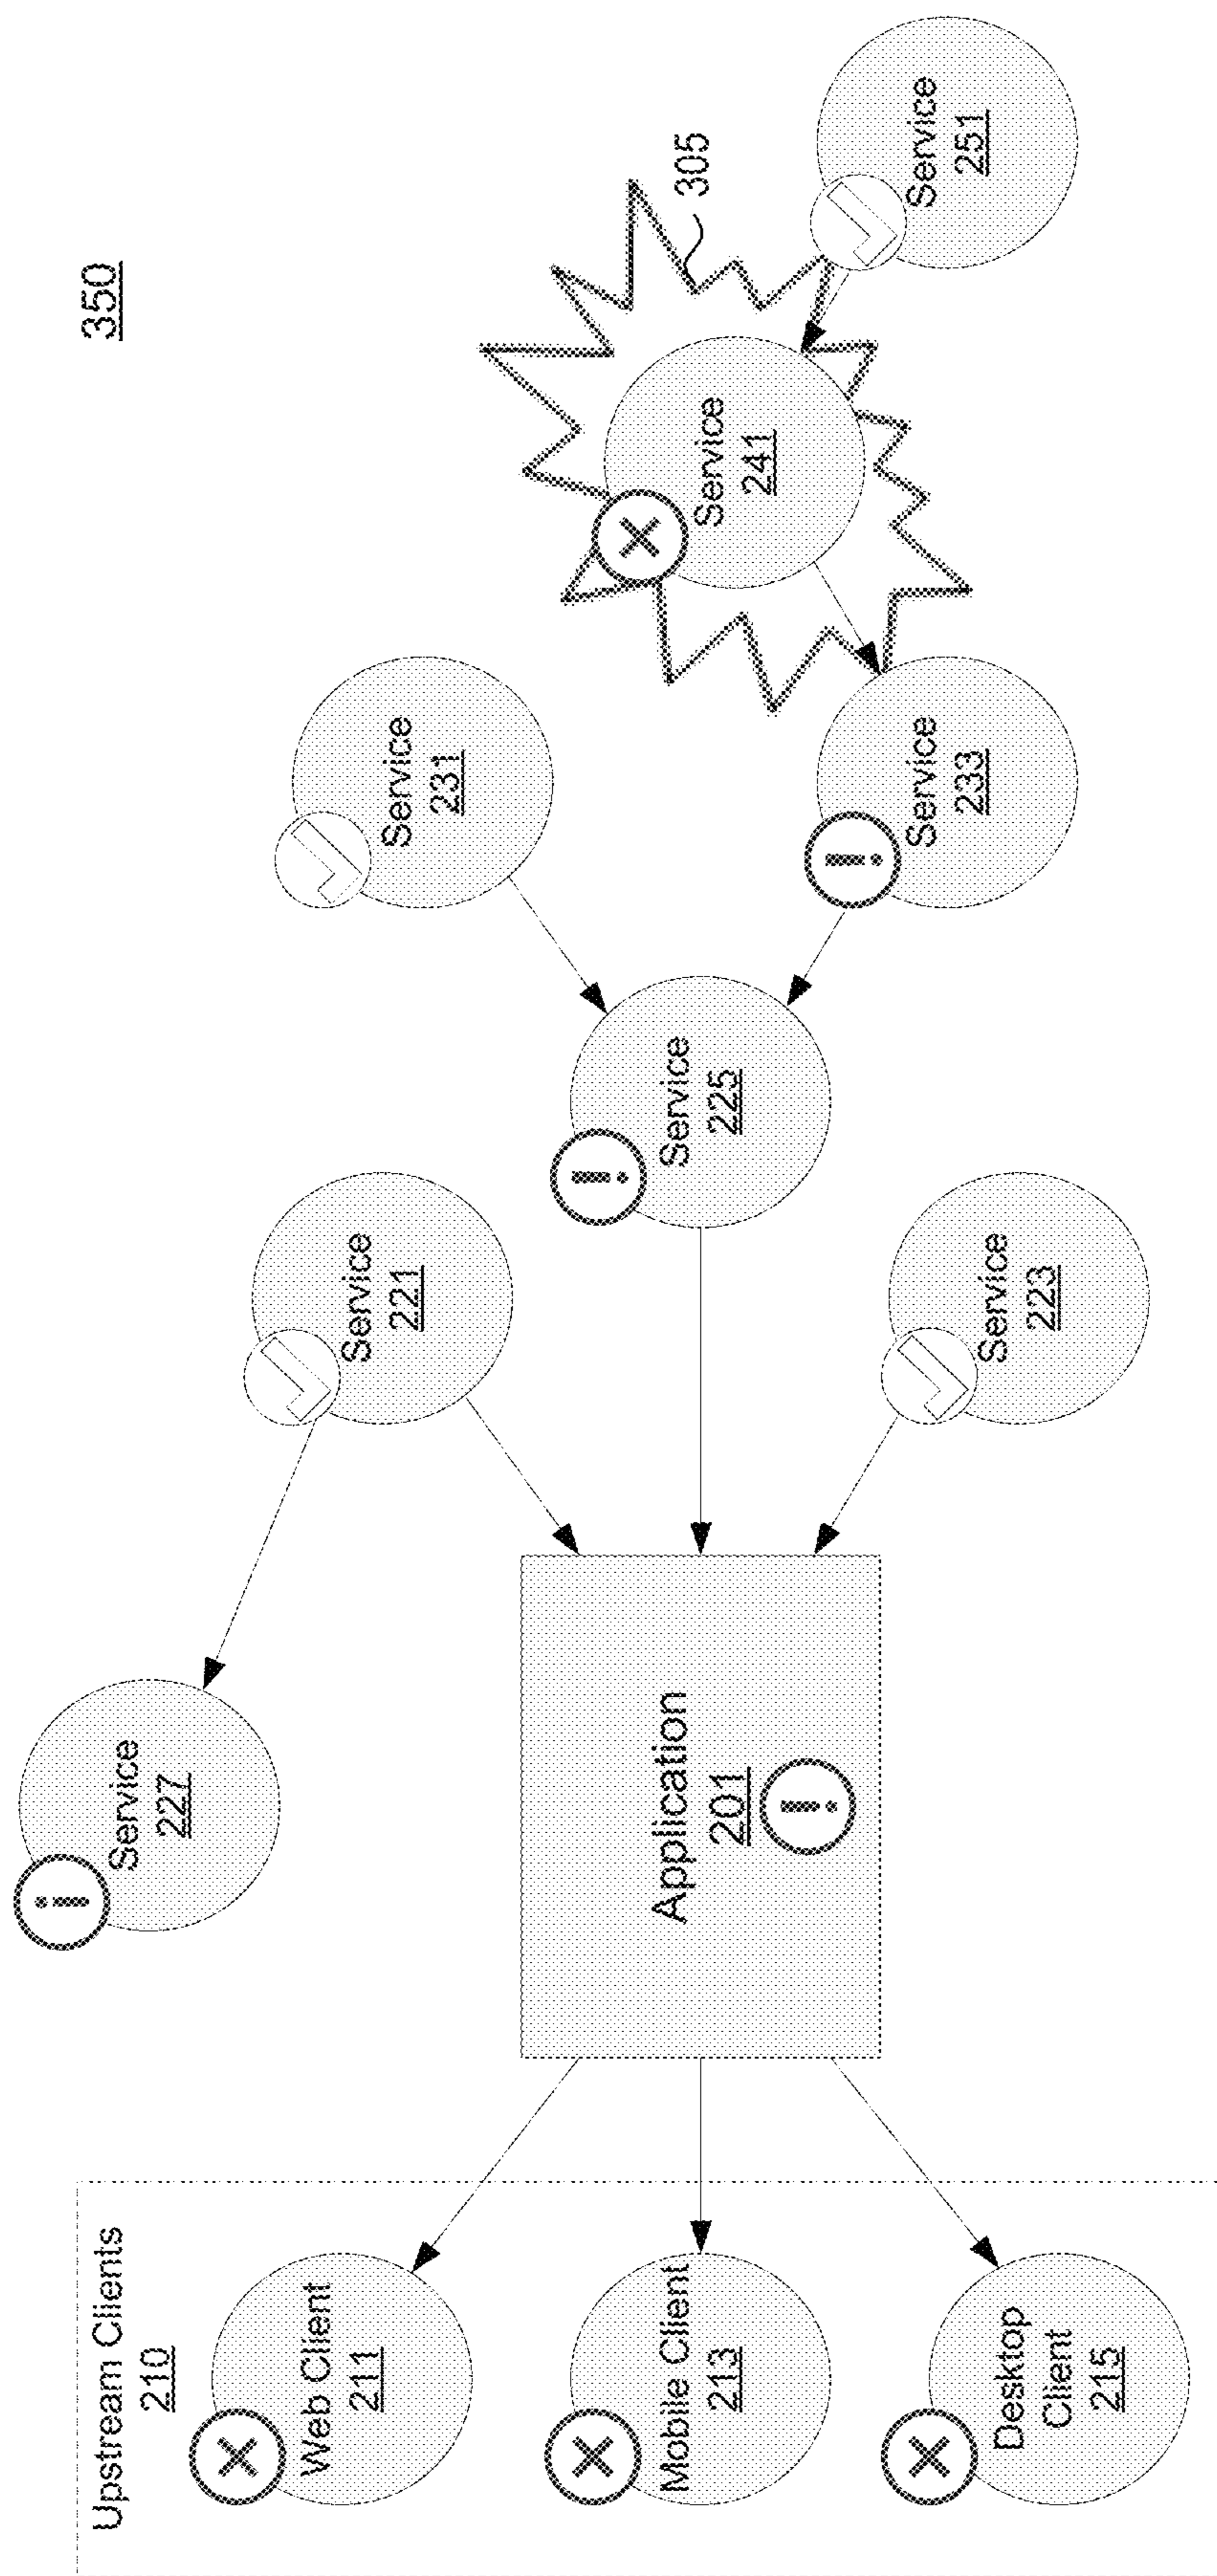 350
Upstream Clients
210
Web Client
211
Mobile Client
213
Desktop
Client
215
Application
201
Service
227
Service
221
Service
223
Service
225
Service
231
Service
233
Service
241
305
Service
251